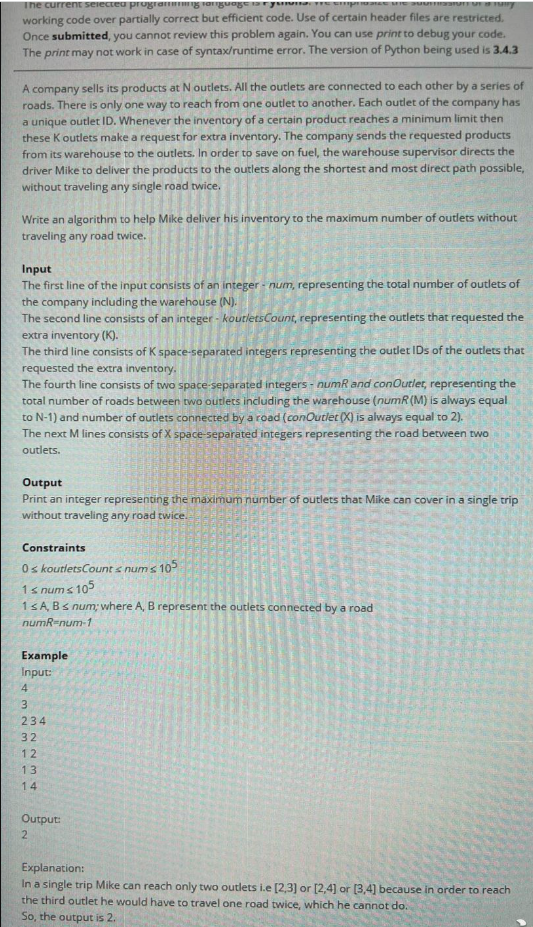 The current selected programming language is
working code over partially correct but efficient code. Use of certain header files are restricted.
Once submitted, you cannot review this problem again. You can use print to debug your code.
The print may not work in case of syntax/runtime error. The version of Python being used is 3.4.3
A company sells its products at N outlets. All the outlets are connected to each other by a series of
roads. There is only one way to reach from one outlet to another. Each outlet of the company has
a unique outlet ID. Whenever the inventory of a certain product reaches a minimum limit then
these K outlets make a request for extra inventory. The company sends the requested products
from its warehouse to the outlets. In order to save on fuel, the warehouse supervisor directs the
driver Mike to deliver the products to the outlets along the shortest and most direct path possible,
without traveling any single road twice.
Write an algorithm to help Mike deliver his inventory to the maximum number of outlets without
traveling any road twice.
Input
The first line of the input consists of an integer - num, representing the total number of outlets of
the company including the warehouse (N).
The second line consists of an integer - koutletsCount, representing the outlets that requested the
extra inventory (K).
The third line consists of K space-separated integers representing the outlet IDs of the outlets that
requested the extra inventory.
The fourth line consists of two space-separated integers - numR and conOutlet, representing the
total number of roads between two outlets including the warehouse (numR (M) is always equal
to N-1) and number of outlets connected by a road (conOutlet (X) is always equal to 2).
The next M lines consists of X space-separated integers representing the road between two
outlets.
Output
Print an integer representing the maximum number of outlets that Mike can cover in a single trip
without traveling any road twice.
Constraints
0 ≤ koutletsCount ≤ num ≤ 10⁵
1 ≤ num ≤ 10⁵
1 ≤ A, B ≤ num; where A, B represent the outlets connected by a road
numR=num-1
Example
Input:
4
3
2 3 4
3 2
1 2
1 3
1 4
Output:
2
Explanation:
In a single trip Mike can reach only two outlets i.e [2,3] or [2,4] or [3,4] because in order to reach
the third outlet he would have to travel one road twice, which he cannot do.
So, the output is 2.